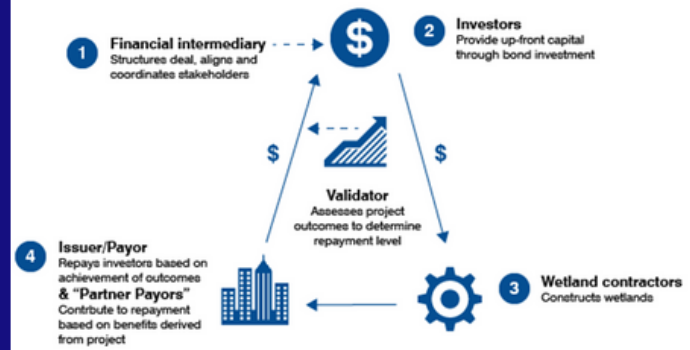 1
Financial intermediary
Structures deal, aligns and
coordinates stakeholders
$
2
Investors
Provide up-front capital
through bond investment
$
$
Validator
Assesses project
outcomes to determine
repayment level
4
Issuer/Payor
Repays investors based on
achievement of outcomes
& “Partner Payors”
Contrbute to repayment
based on benefits derived
from project
3
Wetland contractors
Constructs wetlands